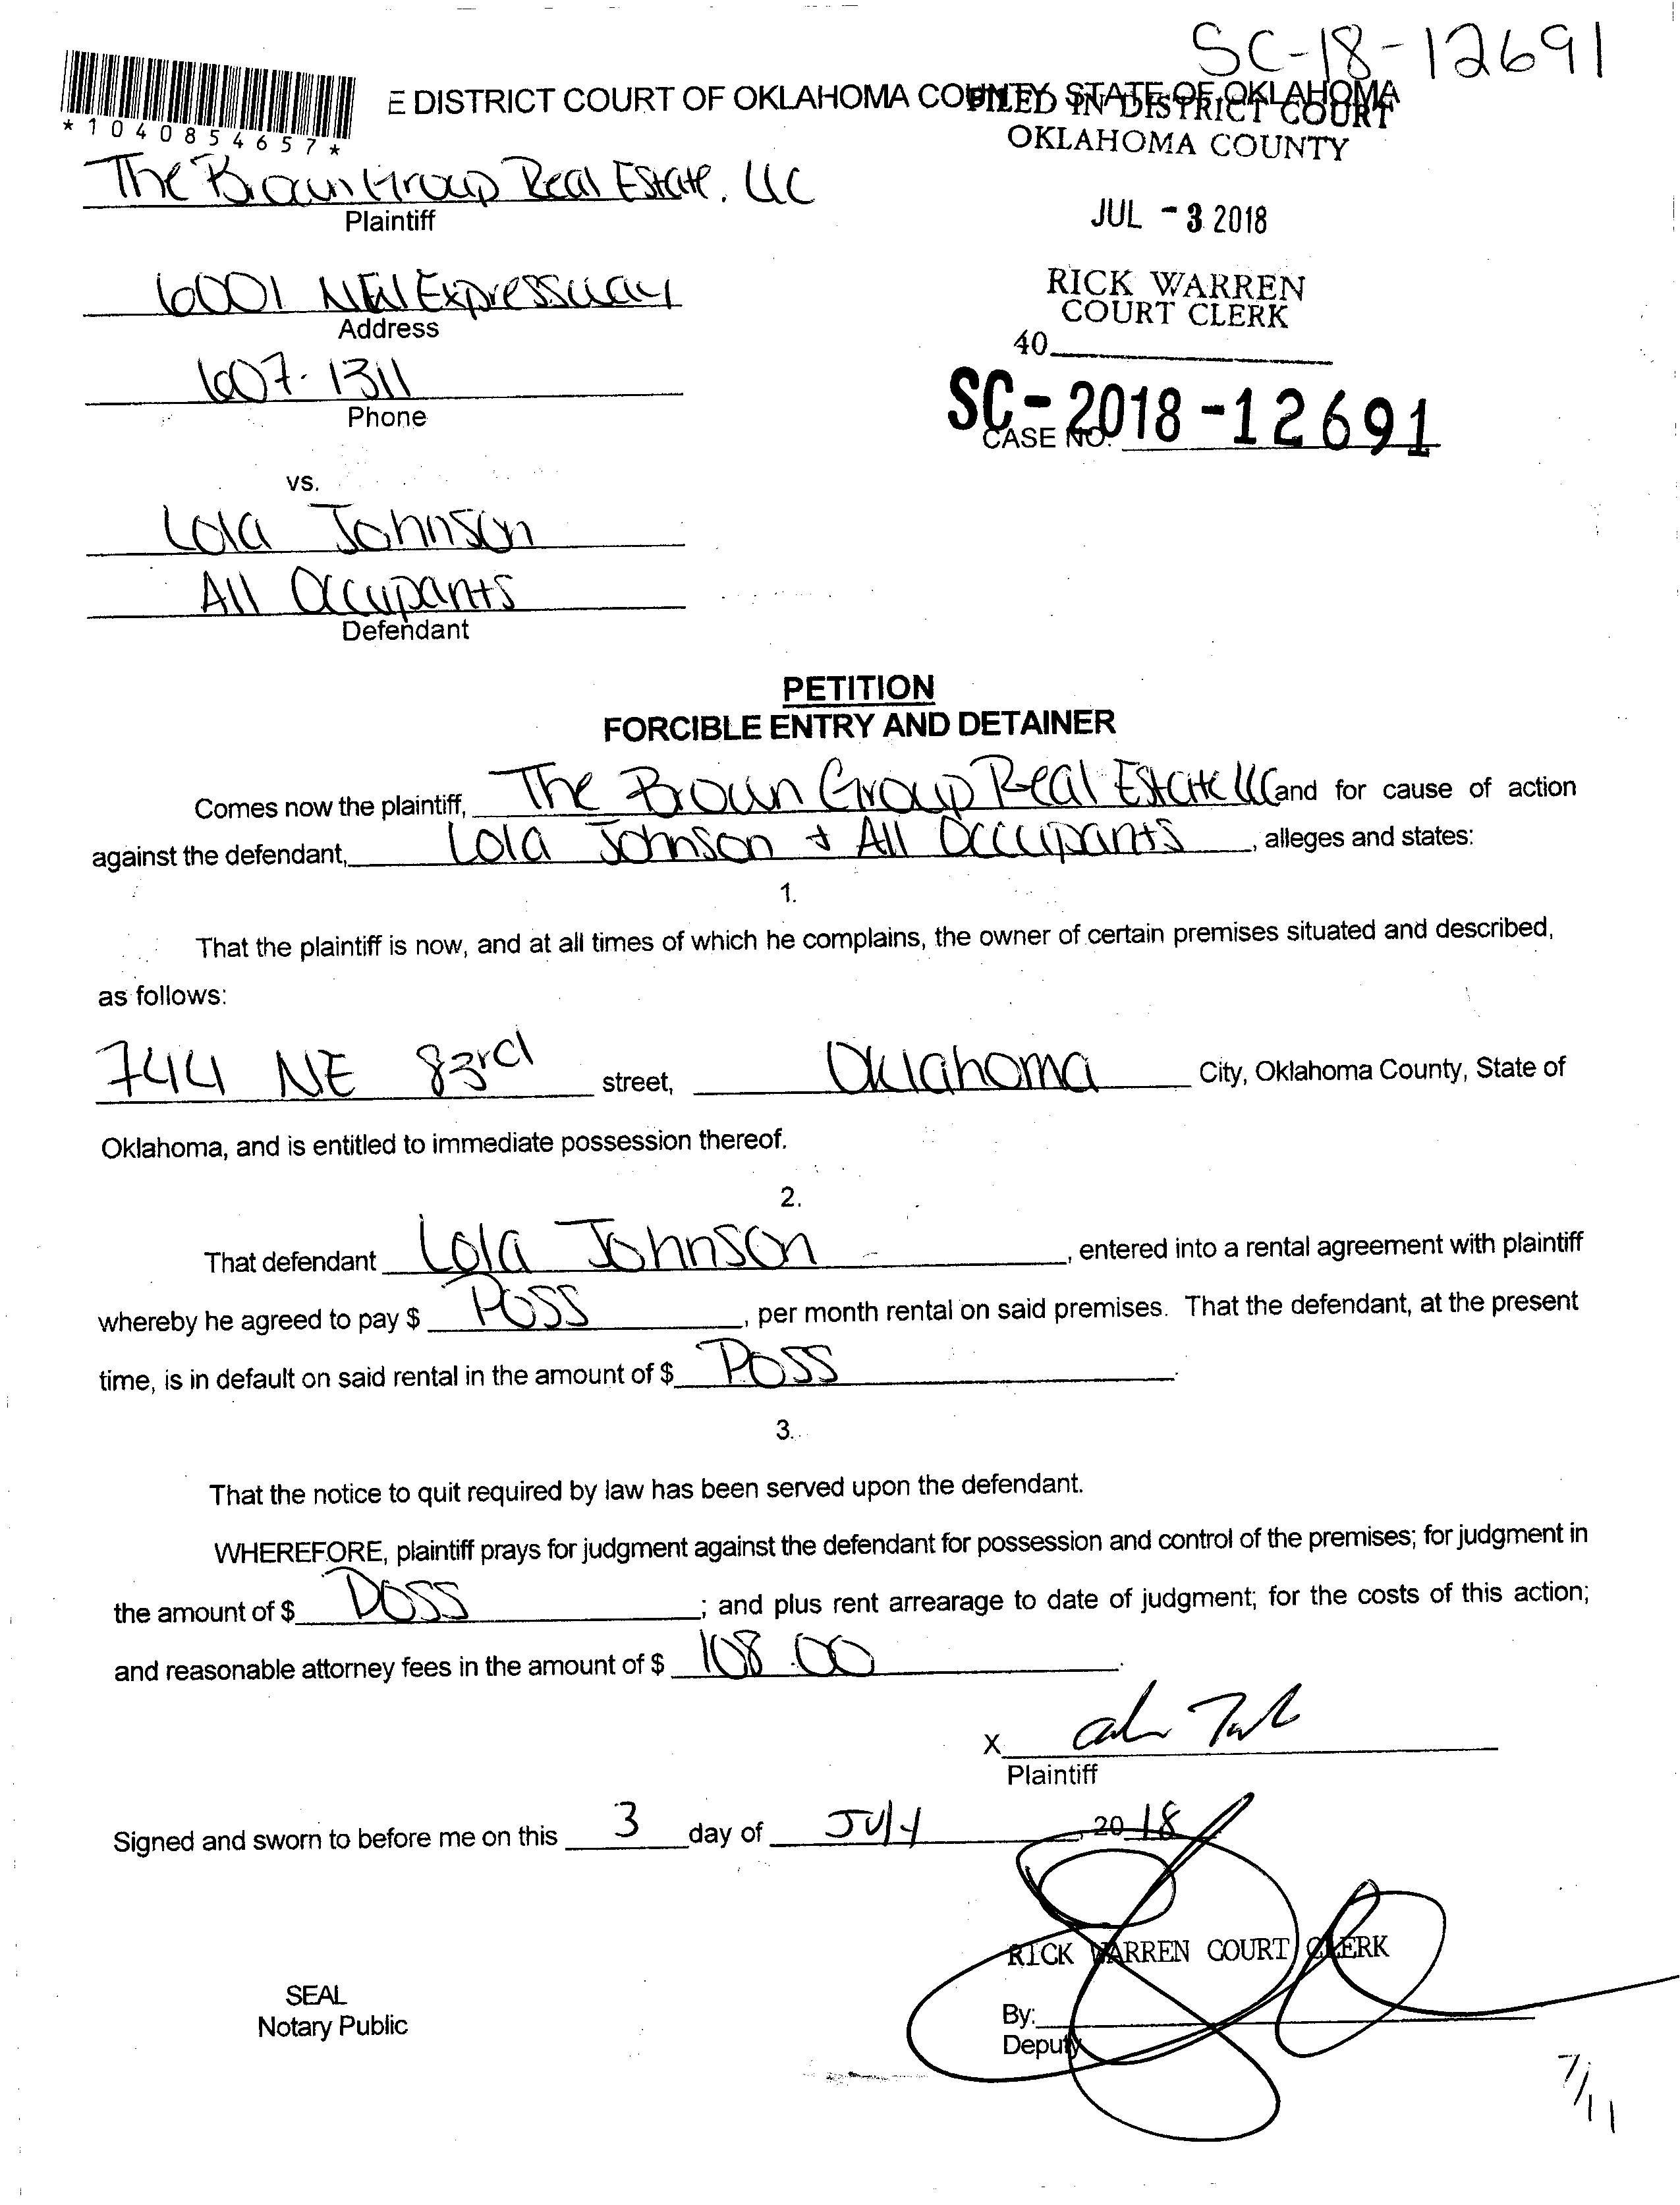 SC-18-12691
E DISTRICT COURT OF OKLAHOMA COUNTY, STATE OF OKLAHOMA
FILED IN DISTRICT COURT
OKLAHOMA COUNTY
*1040854657*
The Brown Group Real Estate, LLC
Plaintiff
JUL - 3 2018
6001 NW Expressway
Address
RICK WARREN
COURT CLERK
40
607-1311
Phone
SC-2018-12691
CASE NO.
vs.
Lola Johnson
All Occupants
Defendant
PETITION
FORCIBLE ENTRY AND DETAINER
Comes now the plaintiff, The Brown Group Real Estate LLC and for cause of action
against the defendant, Lola Johnson + All Occupants, alleges and states:
1.
That the plaintiff is now, and at all times of which he complains, the owner of certain premises situated and described,
as follows:
744 NE 83rd street, Oklahoma City, Oklahoma County, State of
Oklahoma, and is entitled to immediate possession thereof.
2.
That defendant Lola Johnson, entered into a rental agreement with plaintiff
whereby he agreed to pay $ Poss, per month rental on said premises. That the defendant, at the present
time, is in default on said rental in the amount of $ Poss.
3.
That the notice to quit required by law has been served upon the defendant.
WHEREFORE, plaintiff prays for judgment against the defendant for possession and control of the premises; for judgment in
the amount of $ Poss; and plus rent arrearage to date of judgment; for the costs of this action;
and reasonable attorney fees in the amount of $ 108.00.
X
Plaintiff
Signed and sworn to before me on this 3 day of July, 2018
RICK WARREN COURT CLERK
SEAL
Notary Public
By:
Deputy
7/11